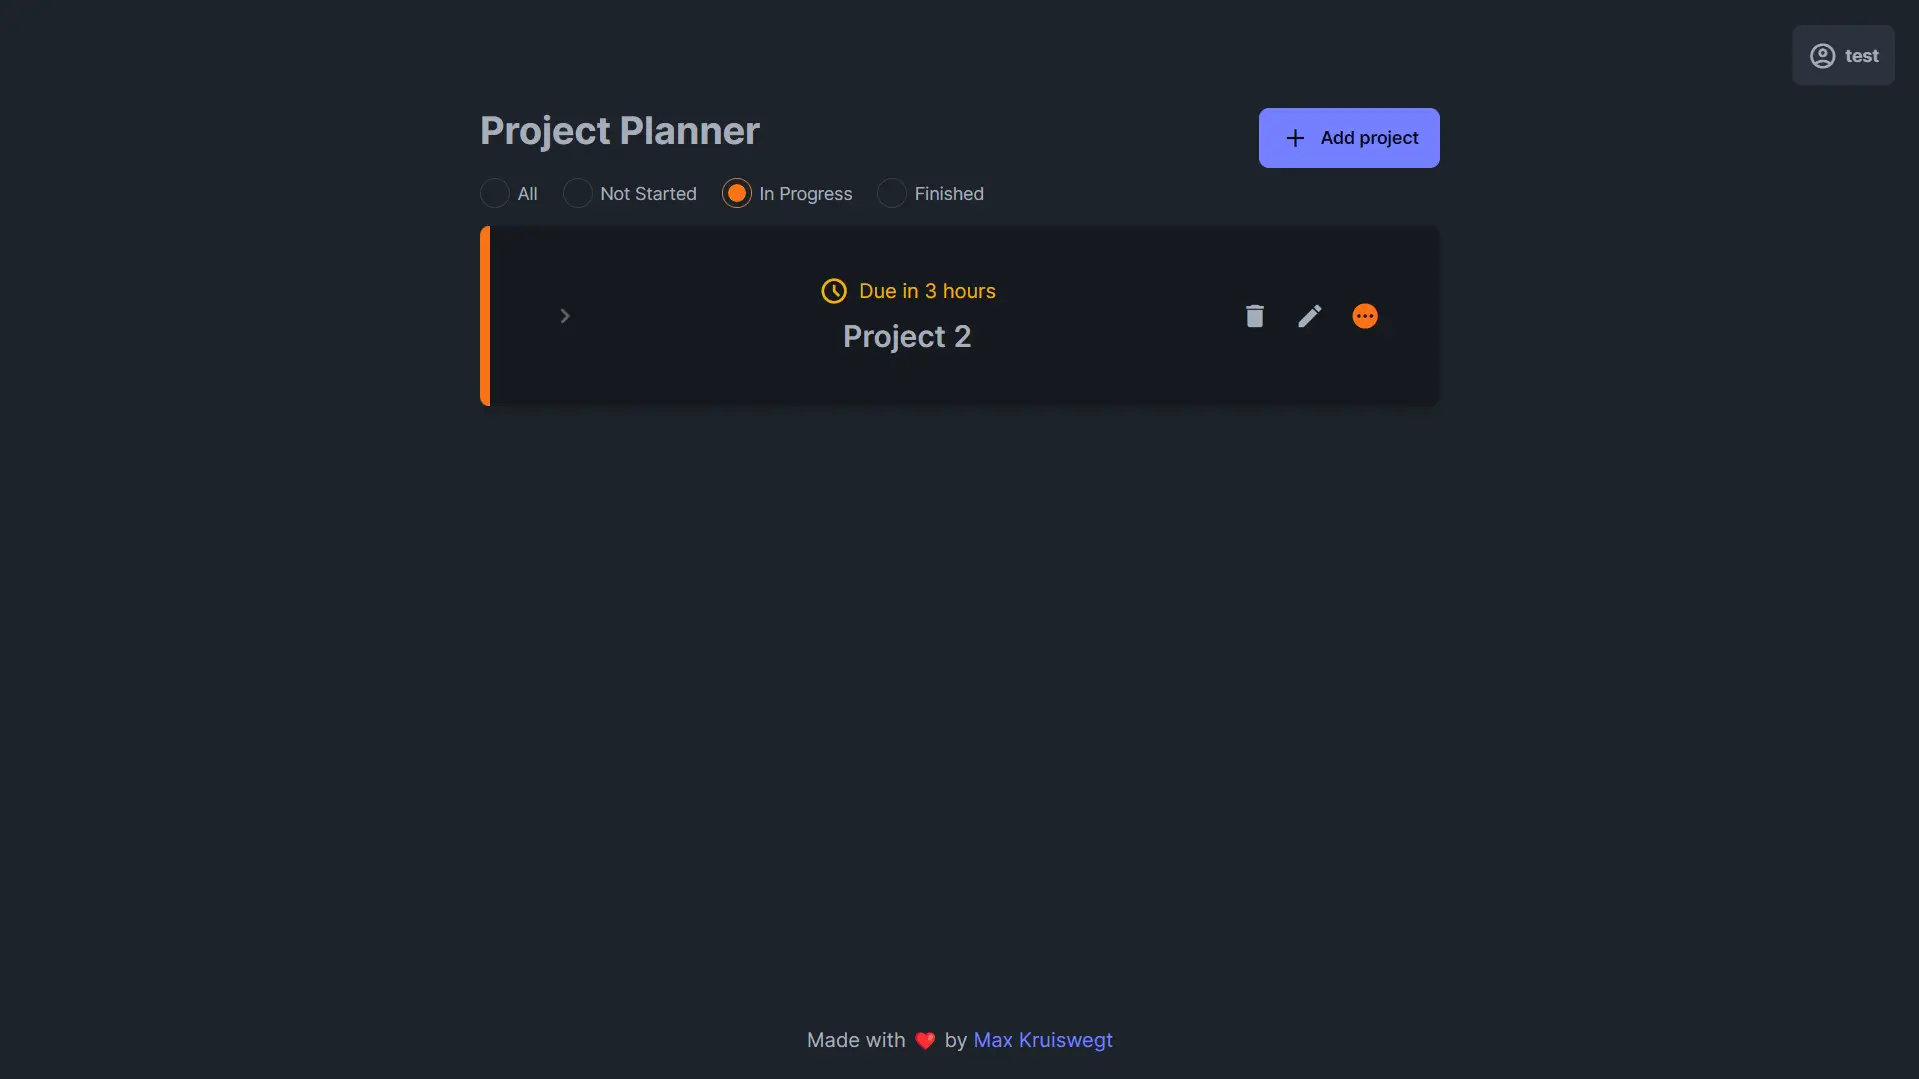 test
Project Planner
Add project
All
Not Started
In Progress
Finished
Due in 3 hours
Project 2
Made with ❤️ by Max Kruiswegt